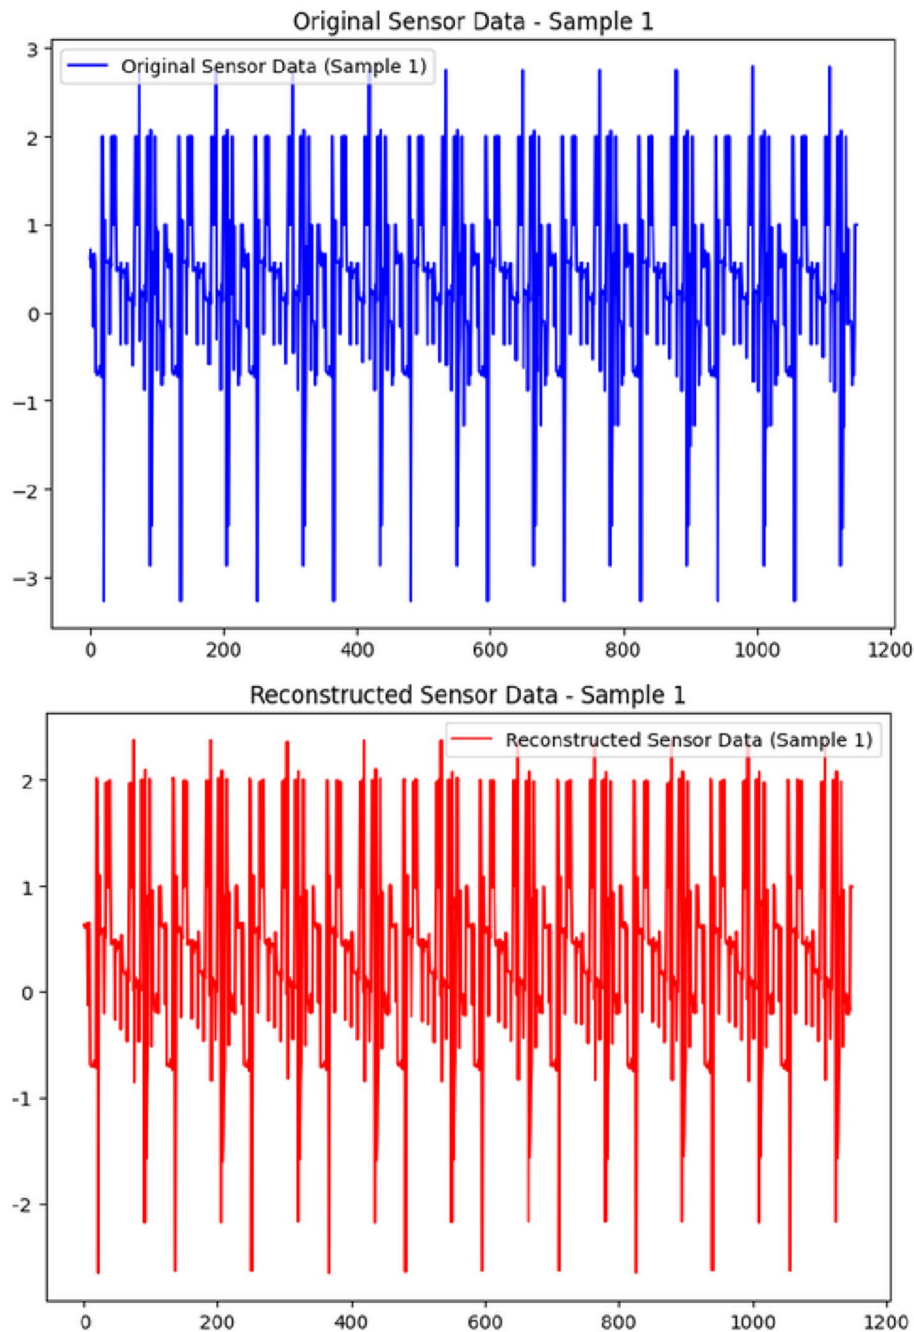 Original Sensor Data - Sample 1
Original Sensor Data (Sample 1)
3
2
1
0
−1
−2
−3
0 200 400 600 800 1000 1200
Reconstructed Sensor Data - Sample 1
Reconstructed Sensor Data (Sample 1)
2
1
0
-1
-2
0 200 400 600 800 1000 1200